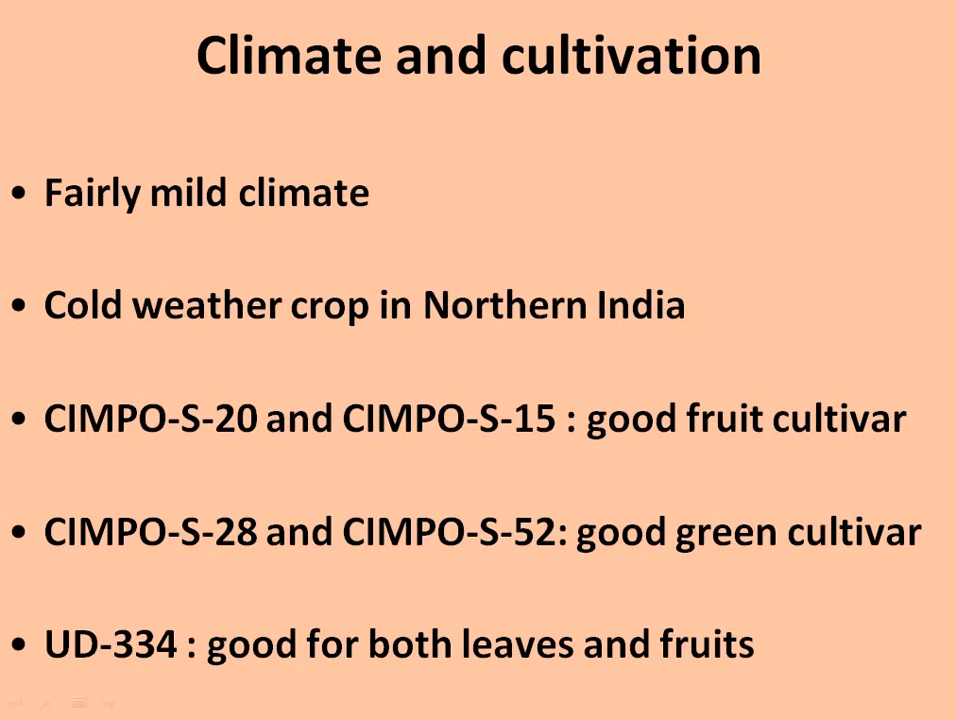 Climate and cultivation
• Fairly mild climate
• Cold weather crop in Northern India
• CIMPO-S-20 and CIMPO-S-15 : good fruit cultivar
• CIMPO-S-28 and CIMPO-S-52: good green cultivar
• UD-334 : good for both leaves and fruits